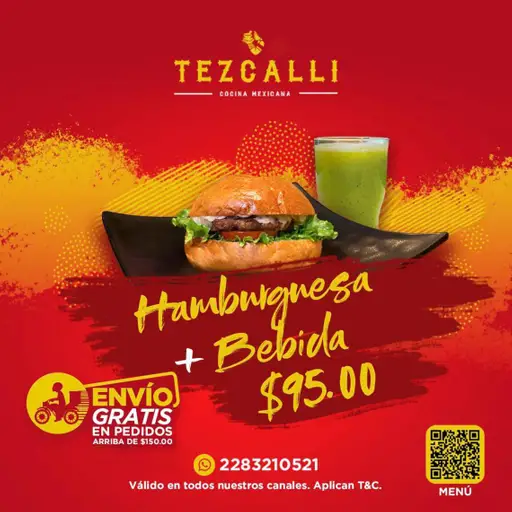 TEZCALLI
COCINA MEXICANA
Hamburguesa
+ Bebida
$95.00
ENVÍO
GRATIS
EN PEDIDOS
ARRIBA DE $150.00
2283210521
Válido en todos nuestros canales. Aplican T&C.
MENÚ